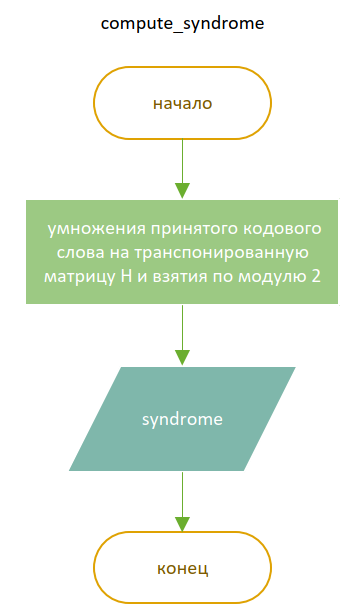 compute_syndrome
начало
умножения принятого кодового
слова на транспонированную
матрицу H и взятия по модулю 2
syndrome
конец